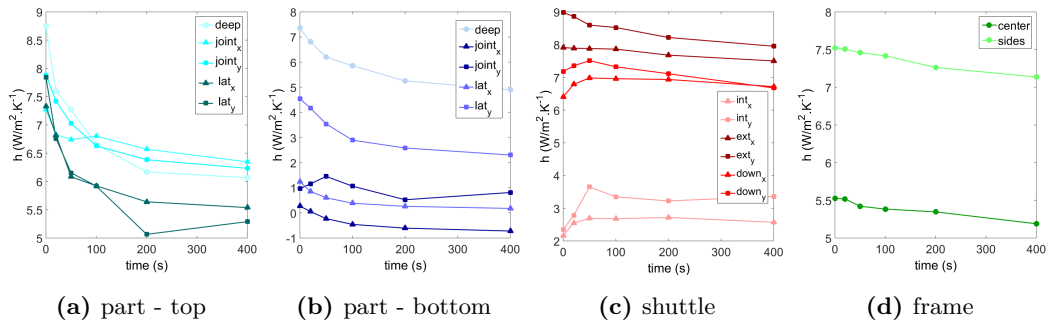 9
8.5
8
7.5
7
6.5
6
5.5
5
h (W/m².K⁻¹)
0 100 200 300 400
time (s)
deep
joint_x
joint_y
lat_x
lat_y
(a) part - top
8
7
6
5
4
3
2
1
0
-1
h (W/m².K⁻¹)
0 100 200 300 400
time (s)
deep
joint_x
joint_y
lat_x
lat_y
(b) part - bottom
9
8
7
6
5
4
3
2
h (W/m².K⁻¹)
0 100 200 300 400
time (s)
int_x
int_y
ext_x
ext_y
down_x
down_y
(c) shuttle
8
7.5
7
6.5
6
5.5
5
h (W/m².K⁻¹)
0 100 200 300 400
time (s)
center
sides
(d) frame